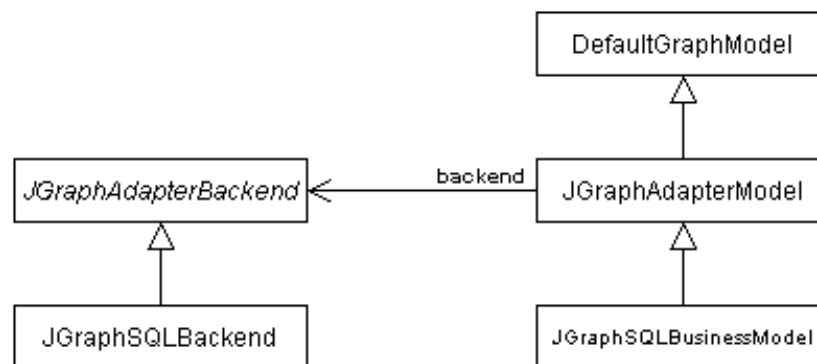 DefaultGraphModel
JGraphAdapterBackend
backend
JGraphAdapterModel
JGraphSQLBackend
JGraphSQLBusinessModel